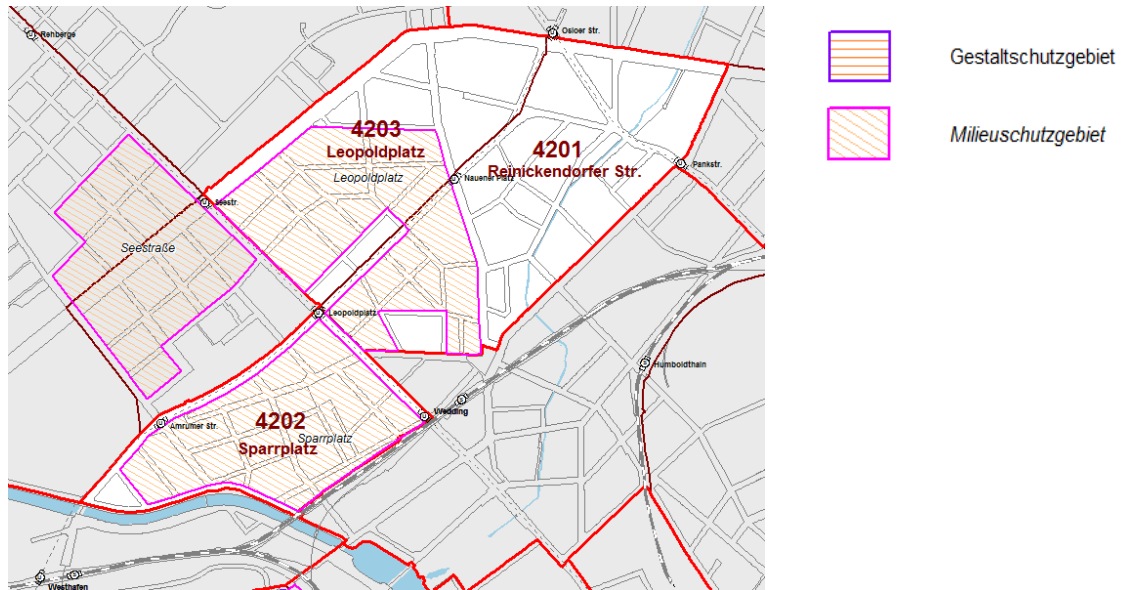 Rehberge
Osloer Str.
Gestaltschutzgebiet
Milieuschutzgebiet
4203
Leopoldplatz
Leopoldplatz
4201
Reinickendorfer Str.
Pankstr.
Nauener Platz
Seestr.
Seestraße
Leopoldplatz
Humboldthain
Wedding
4202
Sparrplatz
Sparrplatz
Amrumer Str.
Westhafen